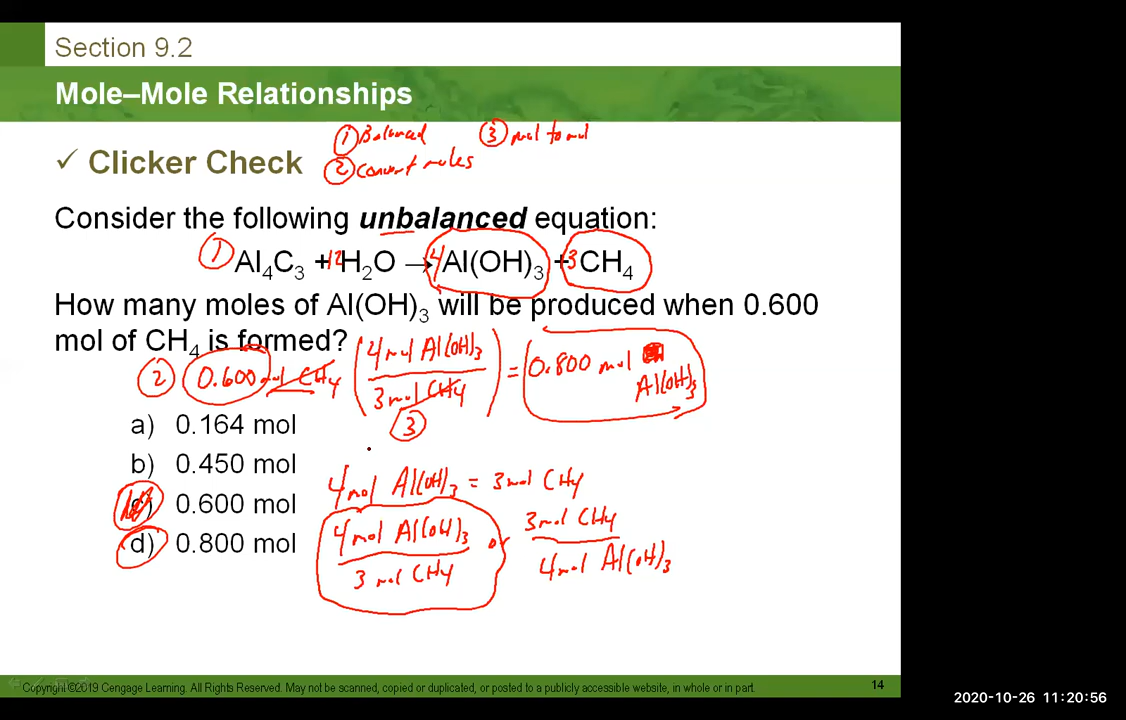 Section 9.2
Mole–Mole Relationships
① Balanced ③ mol to mol
✓ Clicker Check ② Convert moles
Consider the following unbalanced equation:
① Al₄C₃ + 12 H₂O → 4 Al(OH)₃ + 3 CH₄
How many moles of Al(OH)₃ will be produced when 0.600
mol of CH₄ is formed?
② 0.600 mol CH₄ (4 mol Al(OH)₃ / 3 mol CH₄) = 0.800 mol Al(OH)₃
③
a) 0.164 mol
b) 0.450 mol
4 mol Al(OH)₃ = 3 mol CH₄
c) 0.600 mol
4 mol Al(OH)₃ / 3 mol CH₄ or 3 mol CH₄ / 4 mol Al(OH)₃
d) 0.800 mol
Copyright ©2019 Cengage Learning. All Rights Reserved. May not be scanned, copied or duplicated, or posted to a publicly accessible website, in whole or in part. 14
2020-10-26 11:20:56